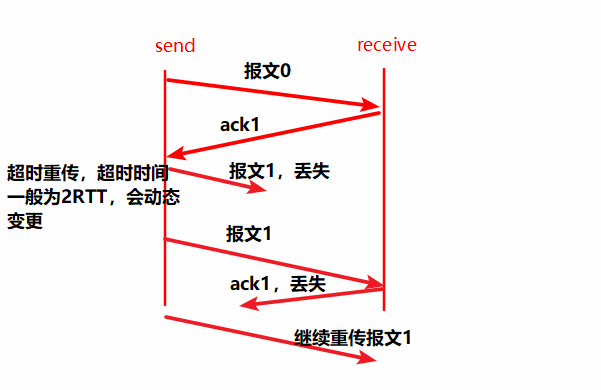 send
receive
报文0
ack1
超时重传，超时时间
一般为2RTT，会动态
变更
报文1，丢失
报文1
ack1，丢失
继续重传报文1